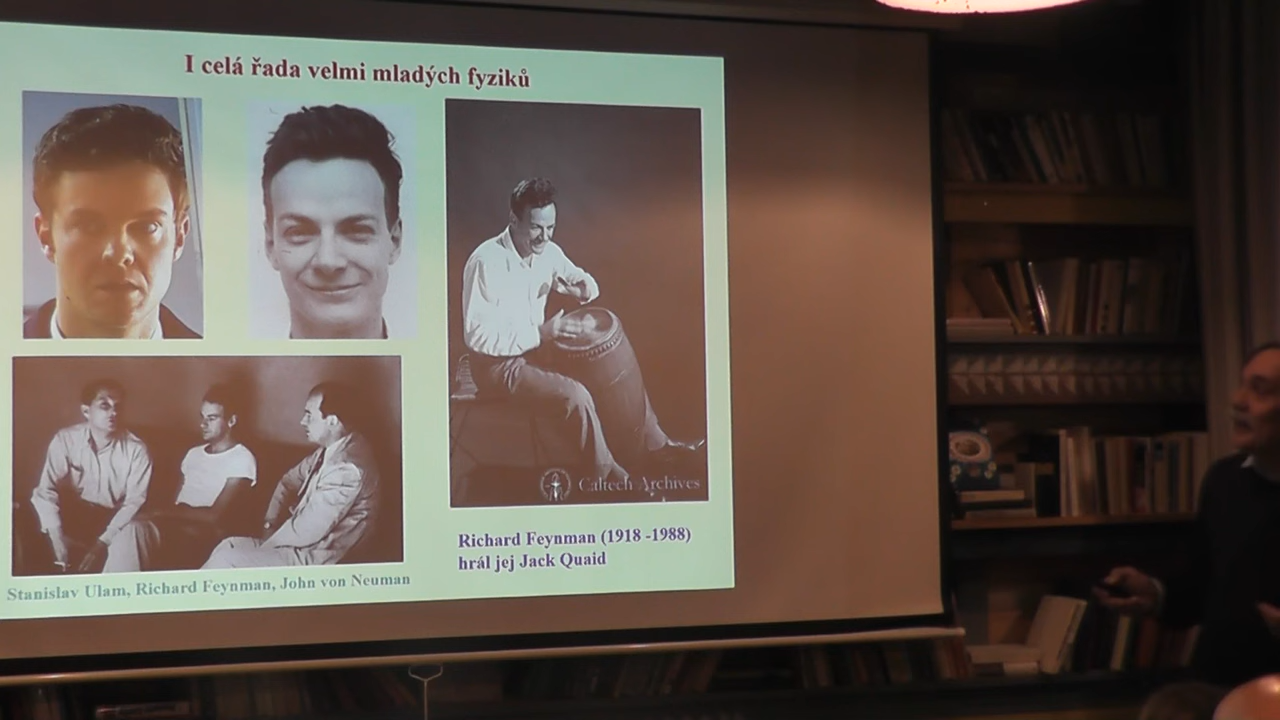 I celá řada velmi mladých fyziků
Caltech Archives
Richard Feynman (1918 -1988)
hrál jej Jack Quaid
Stanislav Ulam, Richard Feynman, John von Neuman